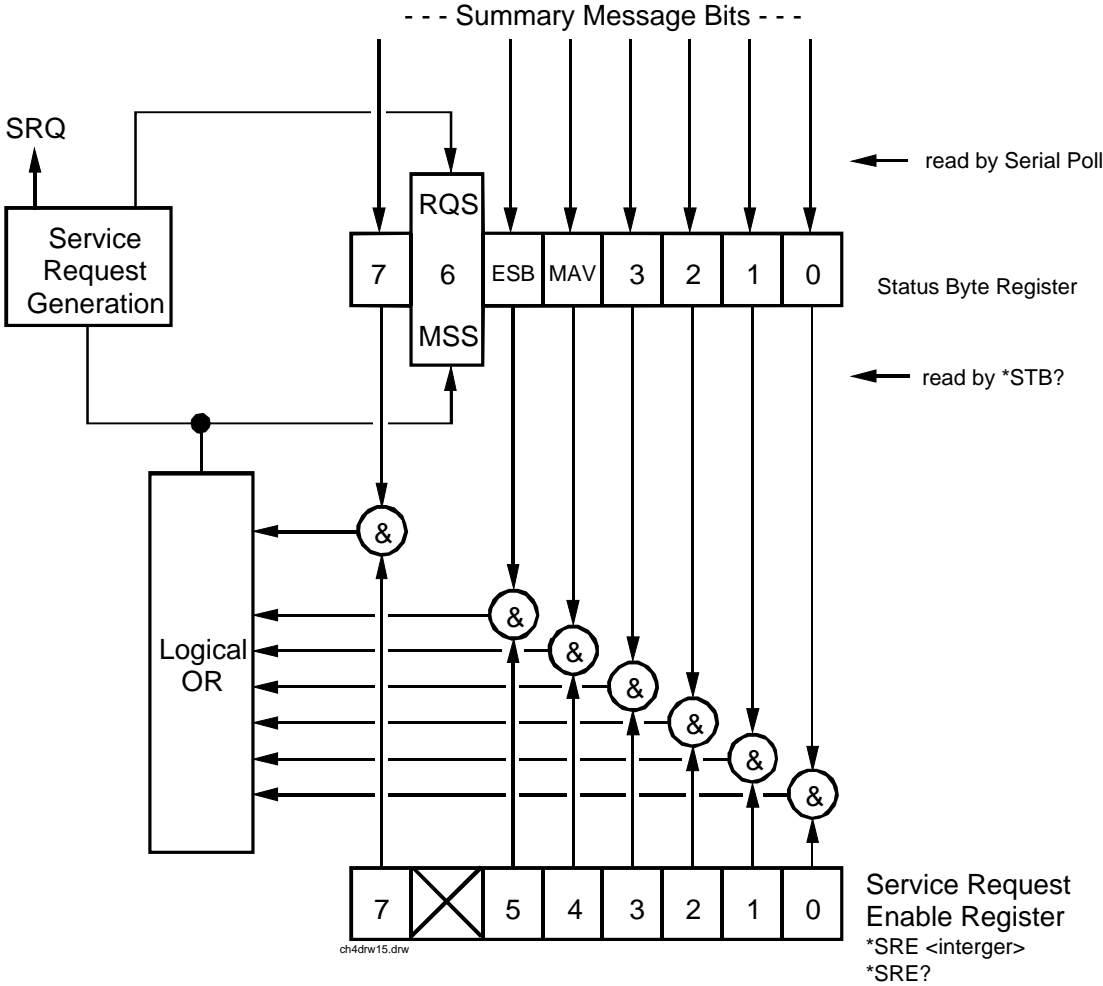 - - - Summary Message Bits - - -
SRQ
read by Serial Poll
RQS
Service
Request
Generation
7 6 ESB MAV 3 2 1 0
Status Byte Register
MSS
read by *STB?
&
&
Logical
OR
&
&
&
&
&
7 5 4 3 2 1 0
Service Request
Enable Register
*SRE <interger>
*SRE?
ch4drw15.drw